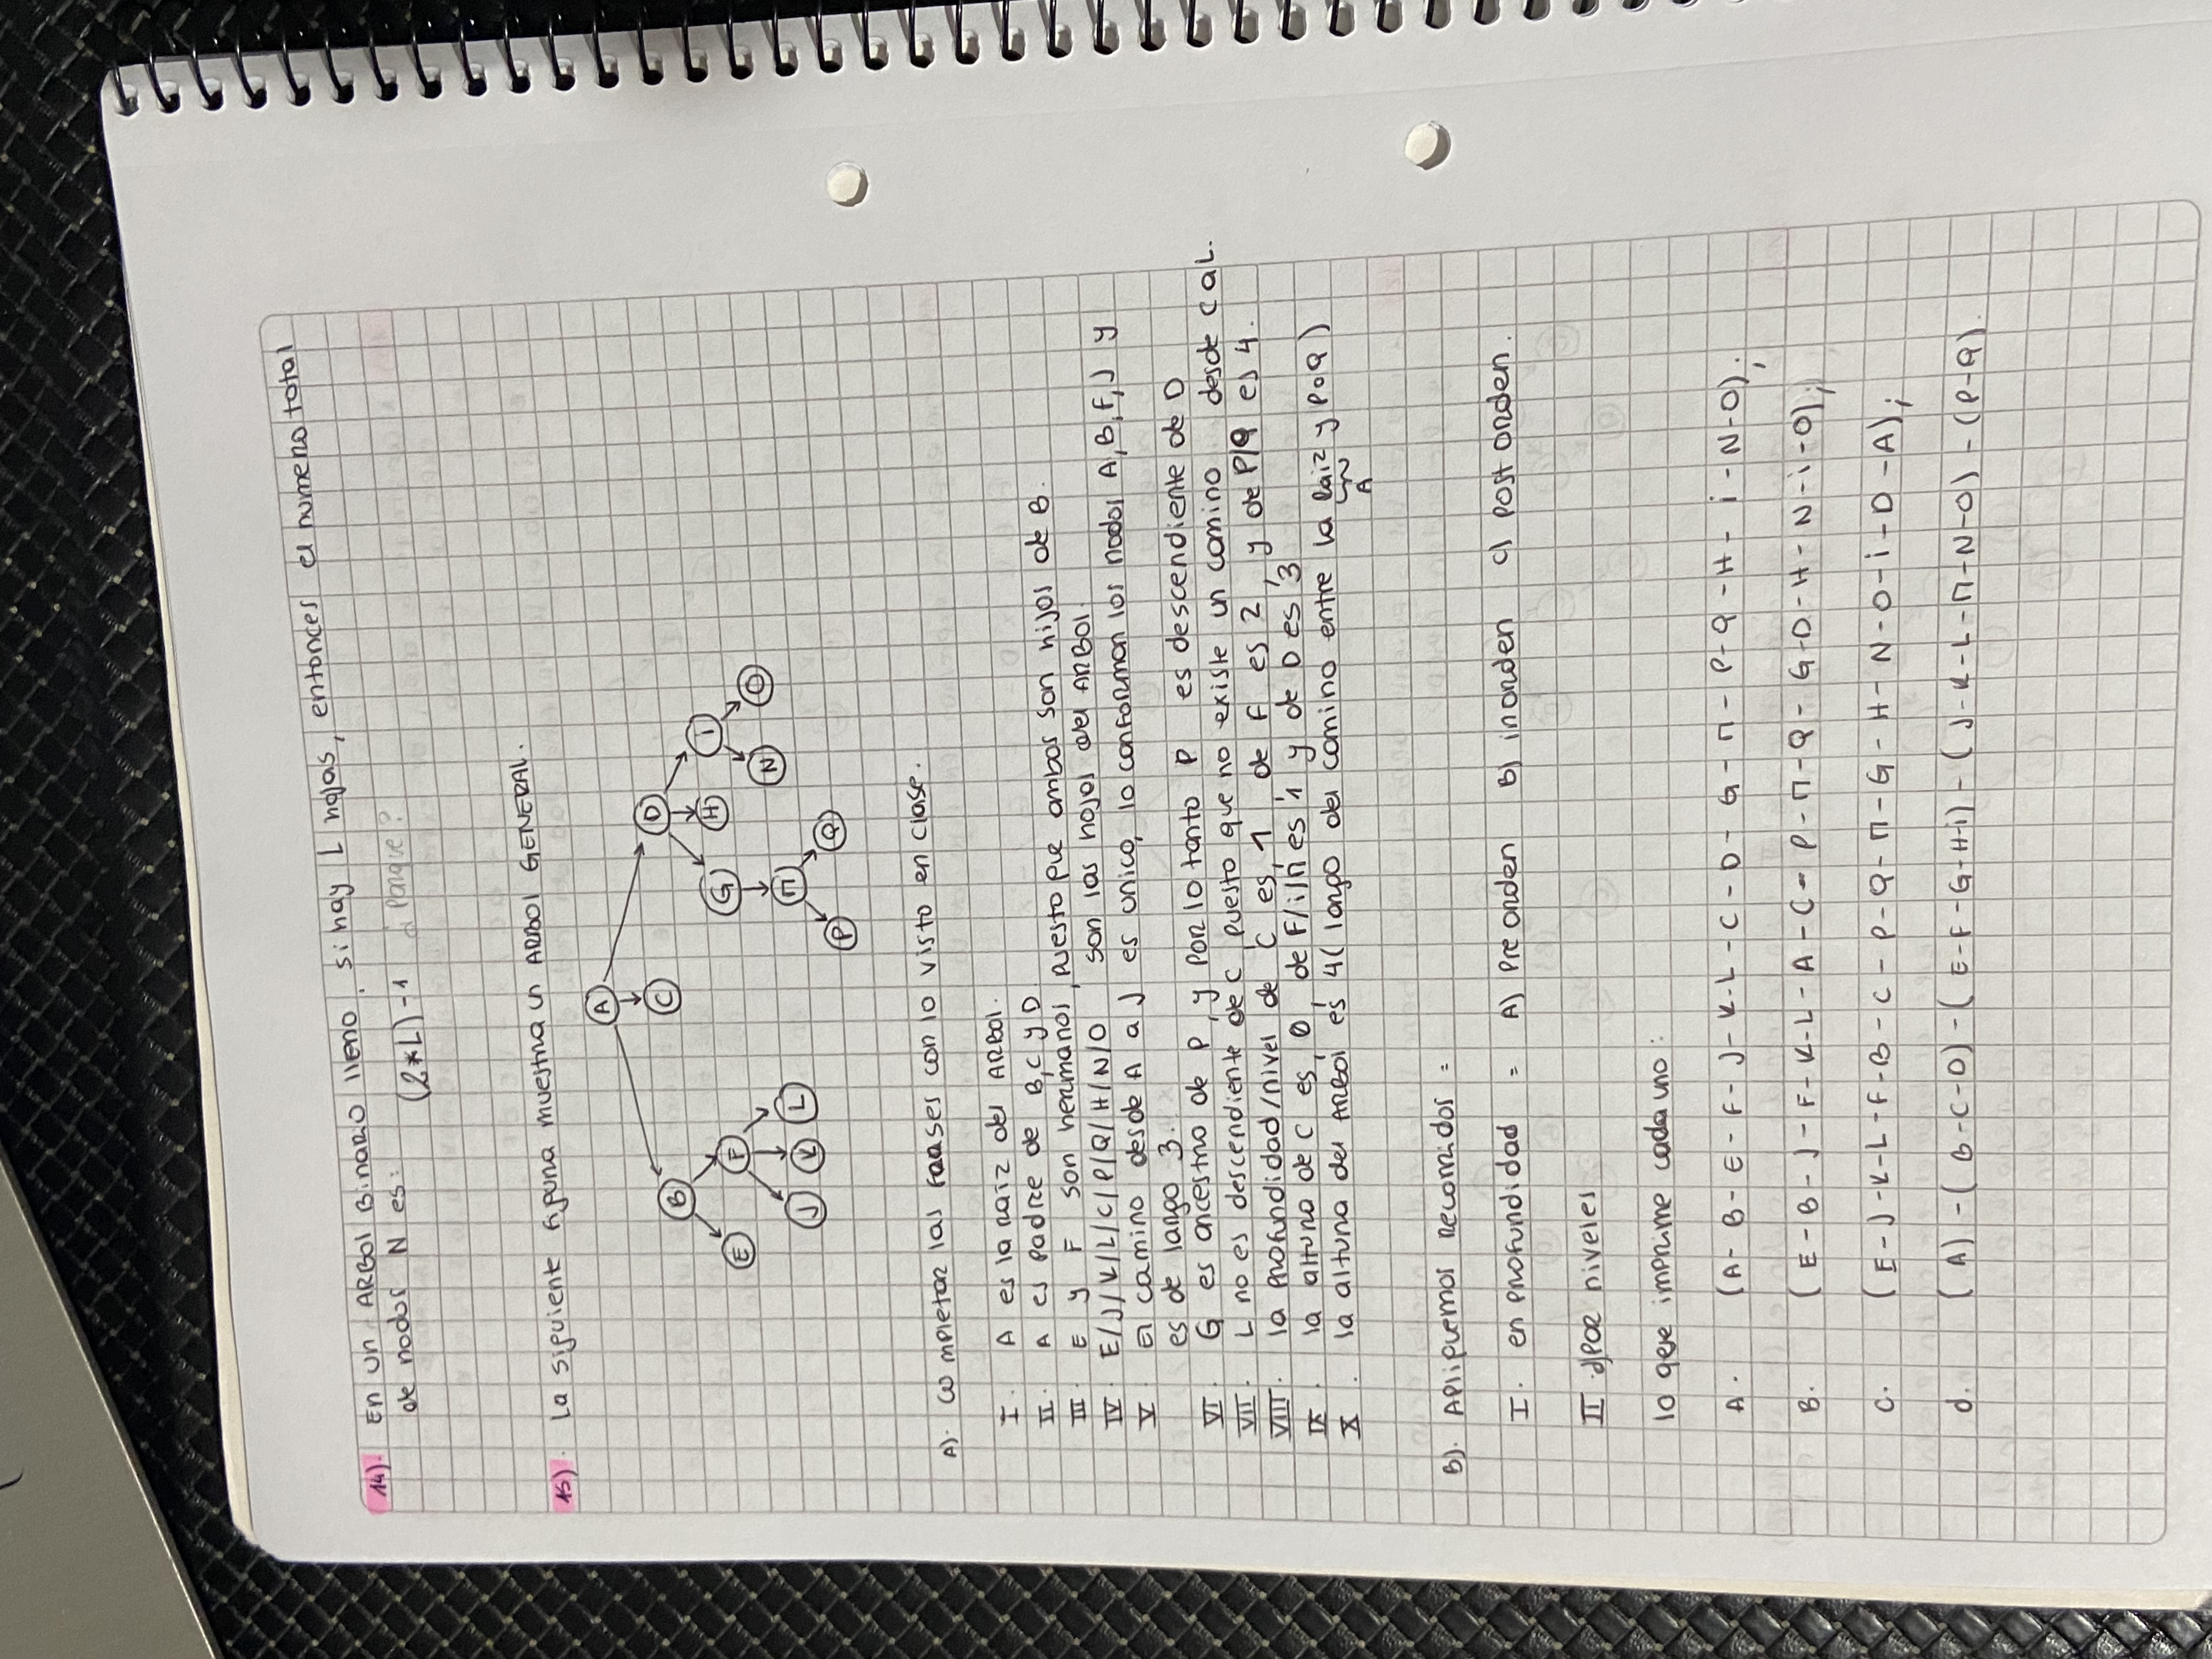 14). En un ARBOl BinaRiO lleno, si hay L hojas, entonces el numero total
de nodos N es: (2*L)-1 ¿Porque?
15). La siguiente figura muestra un ARBOl GENERAL.
A
B C D
E F G H I
J K L M N O
P Q
A). completar las frases con lo visto en clase.
I. A es la raiz del ARBOl.
II. A es padre de B, C y D
III. E y F son hermanos, puesto que ambos son hijos de B.
IV. E/J/K/L/C/P/Q/H/N/O son las hojas del ARBOl
V. El camino desde A a J es unico, lo conforman los nodos A, B, F, J y
es de largo 3.
VI. G es ancestro de P, y por lo tanto P es descendiente de D
VII. L no es descendiente de C, puesto que no existe un camino desde C a L.
VIII. la profundidad/nivel de C es, 1, de F es 2, y de P/Q es 4.
IX. la altura de C es, 0, de F/i/M es 1 y de D es 3
X. la altura del ARBOl es 4 (largo del camino entre la Raiz y P o Q)
A
B). Apliquemos recorridos =
I. en profundidad = A) Pre orden B) inorden C) post orden.
II d) POR niveles
lo que imprime cada uno:
A. (A-B-E-F-J-K-L-C-D-G-M-P-Q-H-i-N-O);
B. (E-B-J-F-K-L-A-C-P-M-Q-G-D-H-N-i-O);
C. (E-J-K-L-F-B-C-P-Q-M-G-H-N-O-i-D-A);
d. (A)-(B-C-D)-(E-F-G-H-i)-(J-K-L-M-N-O)-(P-Q).